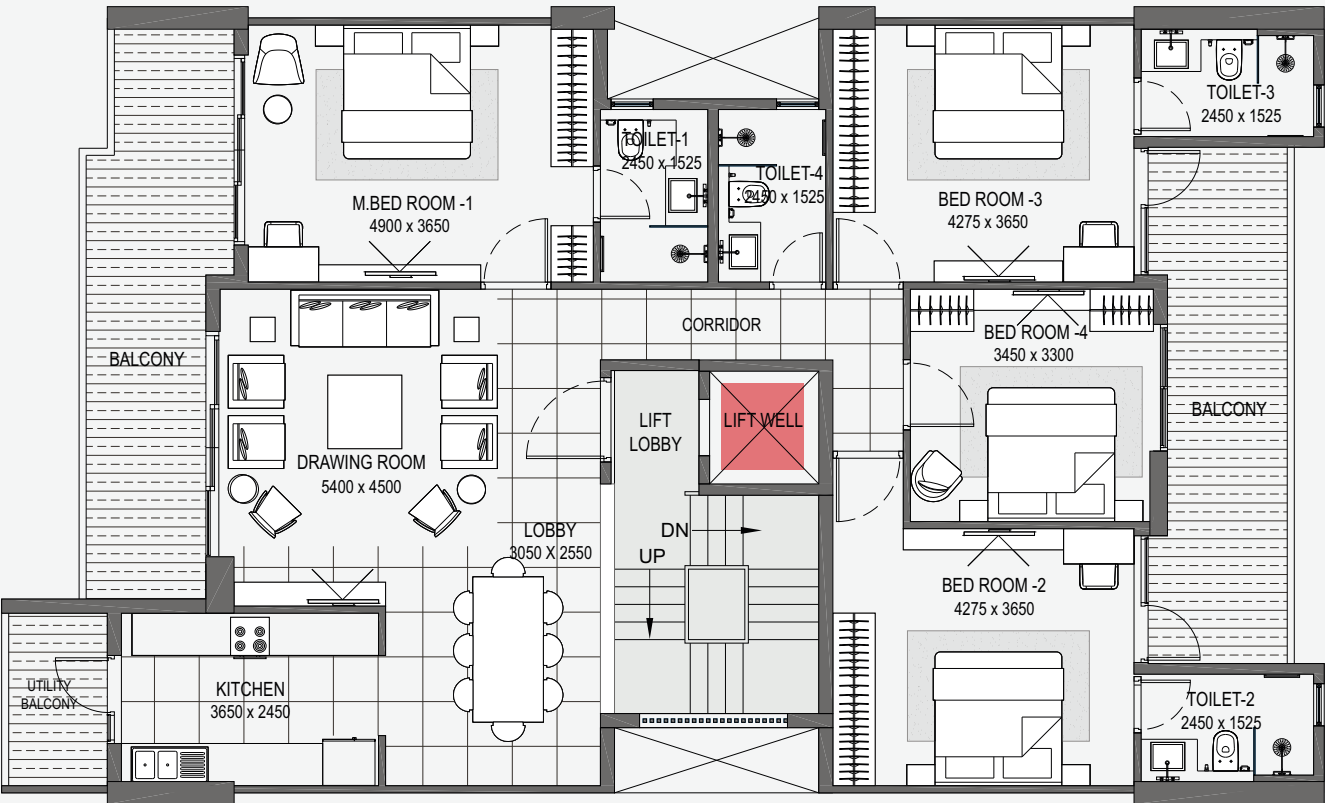 TOILET-3
2450 x 1525
TOILET-1
2450 x 1525
TOILET-4
2450 x 1525
M.BED ROOM -1
4900 x 3650
BED ROOM -3
4275 x 3650
CORRIDOR
BED ROOM -4
3450 x 3300
BALCONY
LIFT
LOBBY
LIFT WELL
BALCONY
DRAWING ROOM
5400 x 4500
LOBBY
3050 X 2550
DN
UP
BED ROOM -2
4275 x 3650
UTILITY
BALCONY
KITCHEN
3650 x 2450
TOILET-2
2450 x 1525